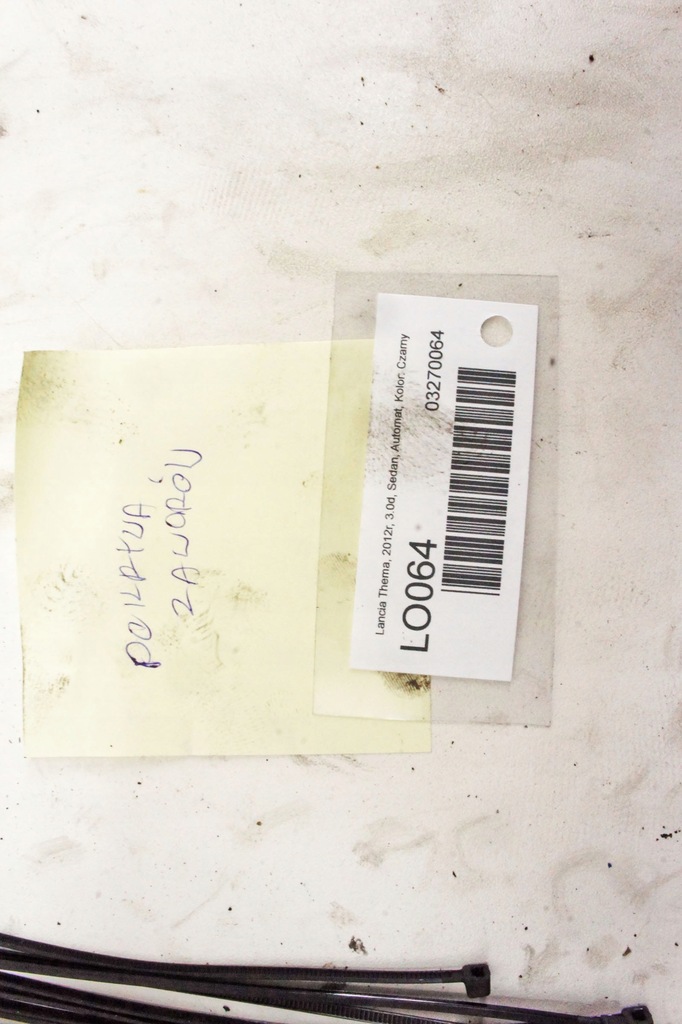 POKRYWA
ZAWORÓW
Lancia Thema, 2012r, 3.0d, Sedan, Automat, Kolor: Czarny
LO064
03270064